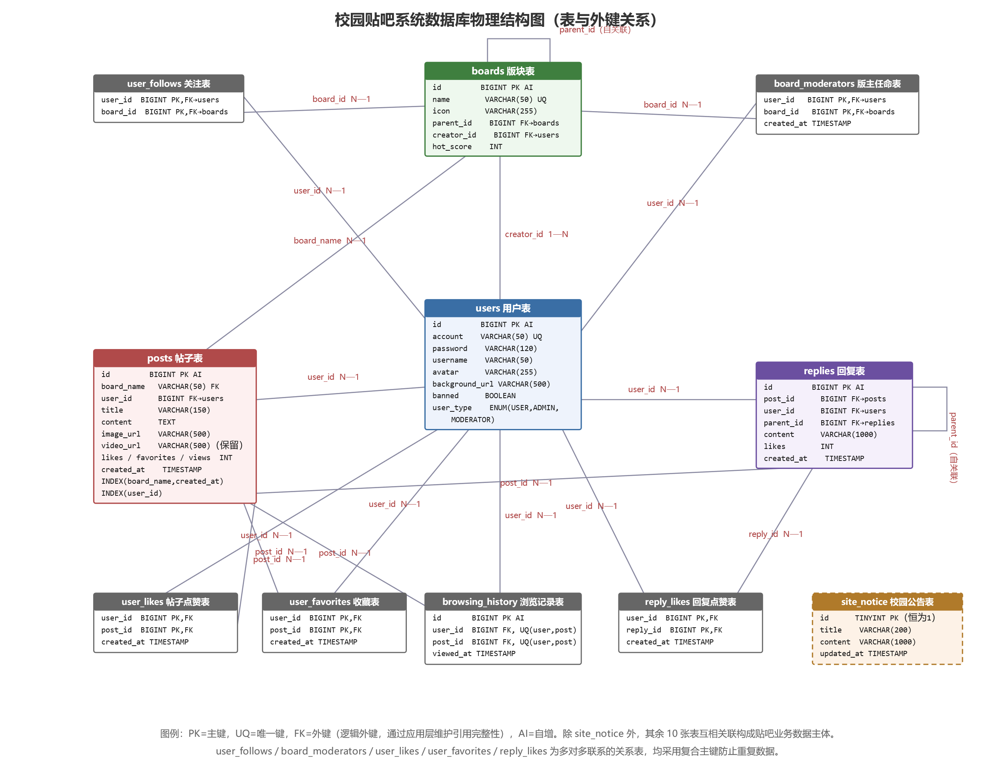 校园贴吧系统数据库物理结构图（表与外键关系）
parent_id（自关联）
boards 版块表
id BIGINT PK AI
name VARCHAR(50) UQ
icon VARCHAR(255)
parent_id BIGINT FK→boards
creator_id BIGINT FK→users
hot_score INT
user_follows 关注表
user_id BIGINT PK,FK→users
board_id BIGINT PK,FK→boards
board_id N—1
board_id N—1
board_moderators 版主任命表
user_id BIGINT PK,FK→users
board_id BIGINT PK,FK→boards
created_at TIMESTAMP
user_id N—1
user_id N—1
board_name N—1
creator_id 1—N
users 用户表
id BIGINT PK AI
account VARCHAR(50) UQ
password VARCHAR(120)
username VARCHAR(50)
avatar VARCHAR(255)
background_url VARCHAR(500)
banned BOOLEAN
user_type ENUM(USER,ADMIN,
MODERATOR)
posts 帖子表
id BIGINT PK AI
board_name VARCHAR(50) FK
user_id BIGINT FK→users
title VARCHAR(150)
content TEXT
image_url VARCHAR(500)
video_url VARCHAR(500)（保留）
likes / favorites / views INT
created_at TIMESTAMP
INDEX(board_name,created_at)
INDEX(user_id)
user_id N—1
user_id N—1
replies 回复表
id BIGINT PK AI
post_id BIGINT FK→posts
user_id BIGINT FK→users
parent_id BIGINT FK→replies
content VARCHAR(1000)
likes INT
created_at TIMESTAMP
parent_id（自关联）
post_id N—1
user_id N—1
user_id N—1
user_id N—1
user_id N—1
reply_id N—1
post_id N—1
post_id N—1
post_id N—1
user_likes 帖子点赞表
user_id BIGINT PK,FK
post_id BIGINT PK,FK
created_at TIMESTAMP
user_favorites 收藏表
user_id BIGINT PK,FK
post_id BIGINT PK,FK
created_at TIMESTAMP
browsing_history 浏览记录表
id BIGINT PK AI
user_id BIGINT FK, UQ(user,post)
post_id BIGINT FK, UQ(user,post)
viewed_at TIMESTAMP
reply_likes 回复点赞表
user_id BIGINT PK,FK
reply_id BIGINT PK,FK
created_at TIMESTAMP
site_notice 校园公告表
id TINYINT PK（恒为1）
title VARCHAR(200)
content VARCHAR(1000)
updated_at TIMESTAMP
图例：PK=主键，UQ=唯一键，FK=外键（逻辑外键，通过应用层维护引用完整性），AI=自增。除 site_notice 外，其余 10 张表互相关联构成贴吧业务数据主体。
user_follows / board_moderators / user_likes / user_favorites / reply_likes 为多对多联系的关系表，均采用复合主键防止重复数据。